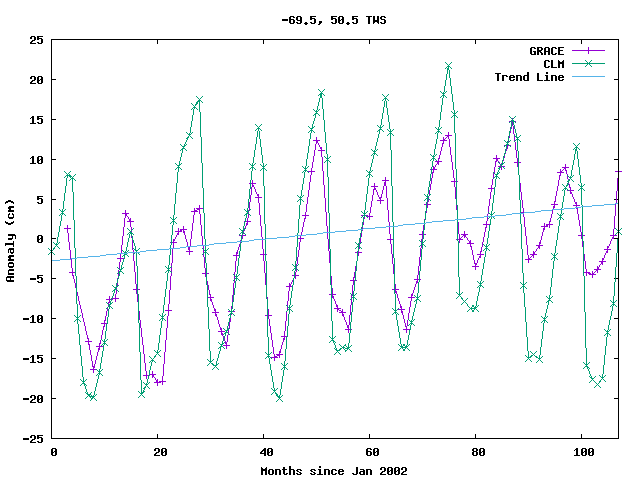 -69.5, 50.5 TWS
GRACE
CLM
Trend Line
Anomaly (cm)
25
20
15
10
5
0
-5
-10
-15
-20
-25
0 20 40 60 80 100
Months since Jan 2002